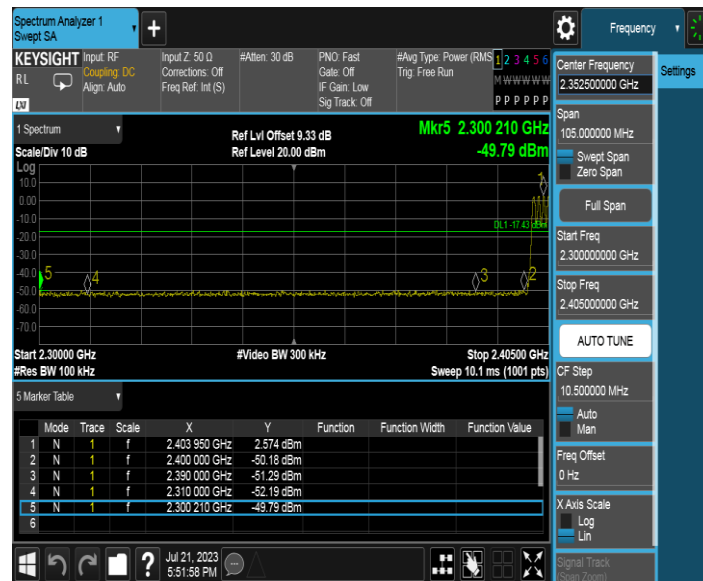 Spectrum Analyzer 1
Swept SA
+
Frequency
KEYSIGHT
RL
LXI
Input: RF
Coupling: DC
Align: Auto
Input Z: 50 Ω
Corrections: Off
Freq Ref: Int (S)
#Atten: 30 dB
PNO: Fast
Gate: Off
IF Gain: Low
Sig Track: Off
#Avg Type: Power (RMS
Trig: Free Run
1 2 3 4 5 6
M W W W W W
P P P P P P
1 Spectrum
Scale/Div 10 dB
Ref Lvl Offset 9.33 dB
Ref Level 20.00 dBm
Mkr5 2.300 210 GHz
-49.79 dBm
Log
10.0
0.00
-10.0
-20.0
-30.0
-40.0
-50.0
-60.0
-70.0
1
DL1 -17.43 dBm
5
4
3
2
Start 2.30000 GHz
#Res BW 100 kHz
#Video BW 300 kHz
Stop 2.40500 GHz
Sweep 10.1 ms (1001 pts)
5 Marker Table
Mode Trace Scale X Y Function Function Width Function Value
1 N 1 f 2.403 950 GHz 2.574 dBm
2 N 1 f 2.400 000 GHz -50.18 dBm
3 N 1 f 2.390 000 GHz -51.29 dBm
4 N 1 f 2.310 000 GHz -52.19 dBm
5 N 1 f 2.300 210 GHz -49.79 dBm
6
?
Jul 21, 2023
5:51:58 PM
Center Frequency
2.352500000 GHz
Span
105.000000 MHz
Swept Span
Zero Span
Full Span
Start Freq
2.300000000 GHz
Stop Freq
2.405000000 GHz
AUTO TUNE
CF Step
10.500000 MHz
Auto
Man
Freq Offset
0 Hz
X Axis Scale
Log
Lin
Signal Track
(Span Zoom)
Settings